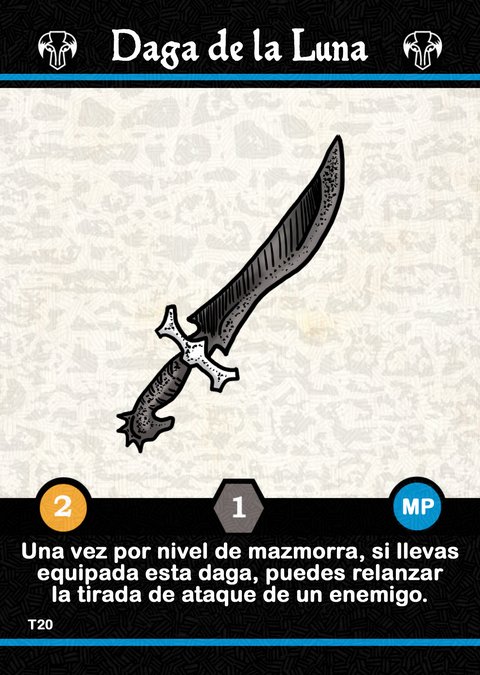 Daga de la Luna
2 1 MP
Una vez por nivel de mazmorra, si llevas
equipada esta daga, puedes relanzar
la tirada de ataque de un enemigo.
T20